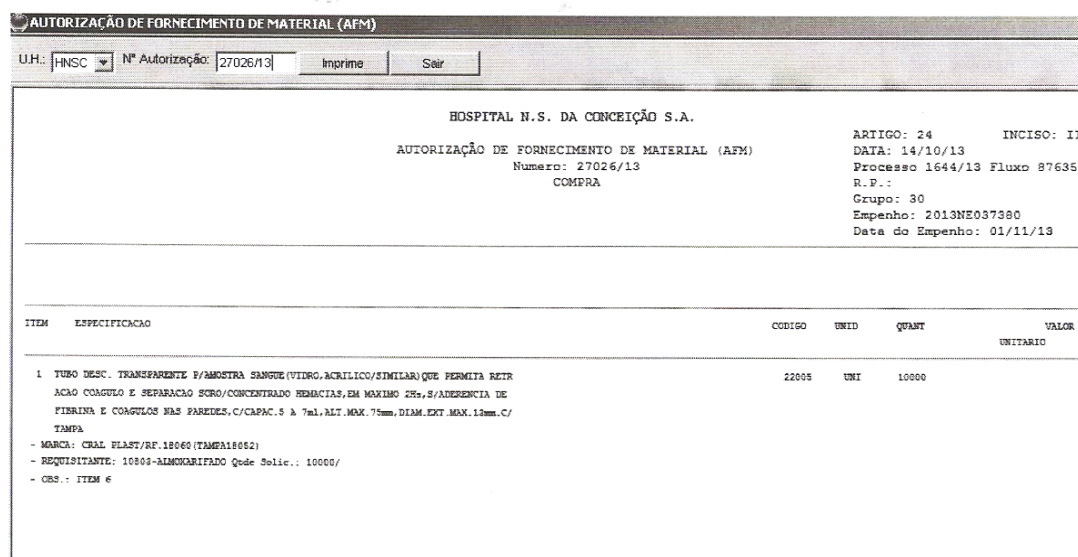 AUTORIZAÇÃO DE FORNECIMENTO DE MATERIAL (AFM)
U.H.: HNSC Nº Autorização: 27026/13 Imprime Sair
HOSPITAL N.S. DA CONCEIÇÃO S.A.
AUTORIZAÇÃO DE FORNECIMENTO DE MATERIAL (AFM)
Numero: 27026/13
COMPRA
ARTIGO: 24 INCISO: II
DATA: 14/10/13
Processo 1644/13 Fluxo 87635
R.P.:
Grupo: 30
Empenho: 2013NE037380
Data do Empenho: 01/11/13
ITEM ESPECIFICACAO CODIGO UNID QUANT VALOR
UNITARIO
1 TUBO DESC. TRANSPARENTE P/AMOSTRA SANGUE(VIDRO,ACRILICO/SIMILAR)QUE PERMITA RETR 22005 UNI 10000
ACAO COAGULO E SEPARACAO SORO/CONCENTRADO HEMACIAS,EM MAXIMO 2Hs,S/ADERENCIA DE
FIBRINA E COAGULOS NAS PAREDES,C/CAPAC.5 A 7ml,ALT.MAX.75mm,DIAM.EXT.MAX.13mm.C/
TAMPA
- MARCA: CRAL PLAST/RF.18060(TAMPA18052)
- REQUISITANTE: 10803-ALMOXARIFADO Qtde Solic.: 10000/
- OBS.: ITEM 6